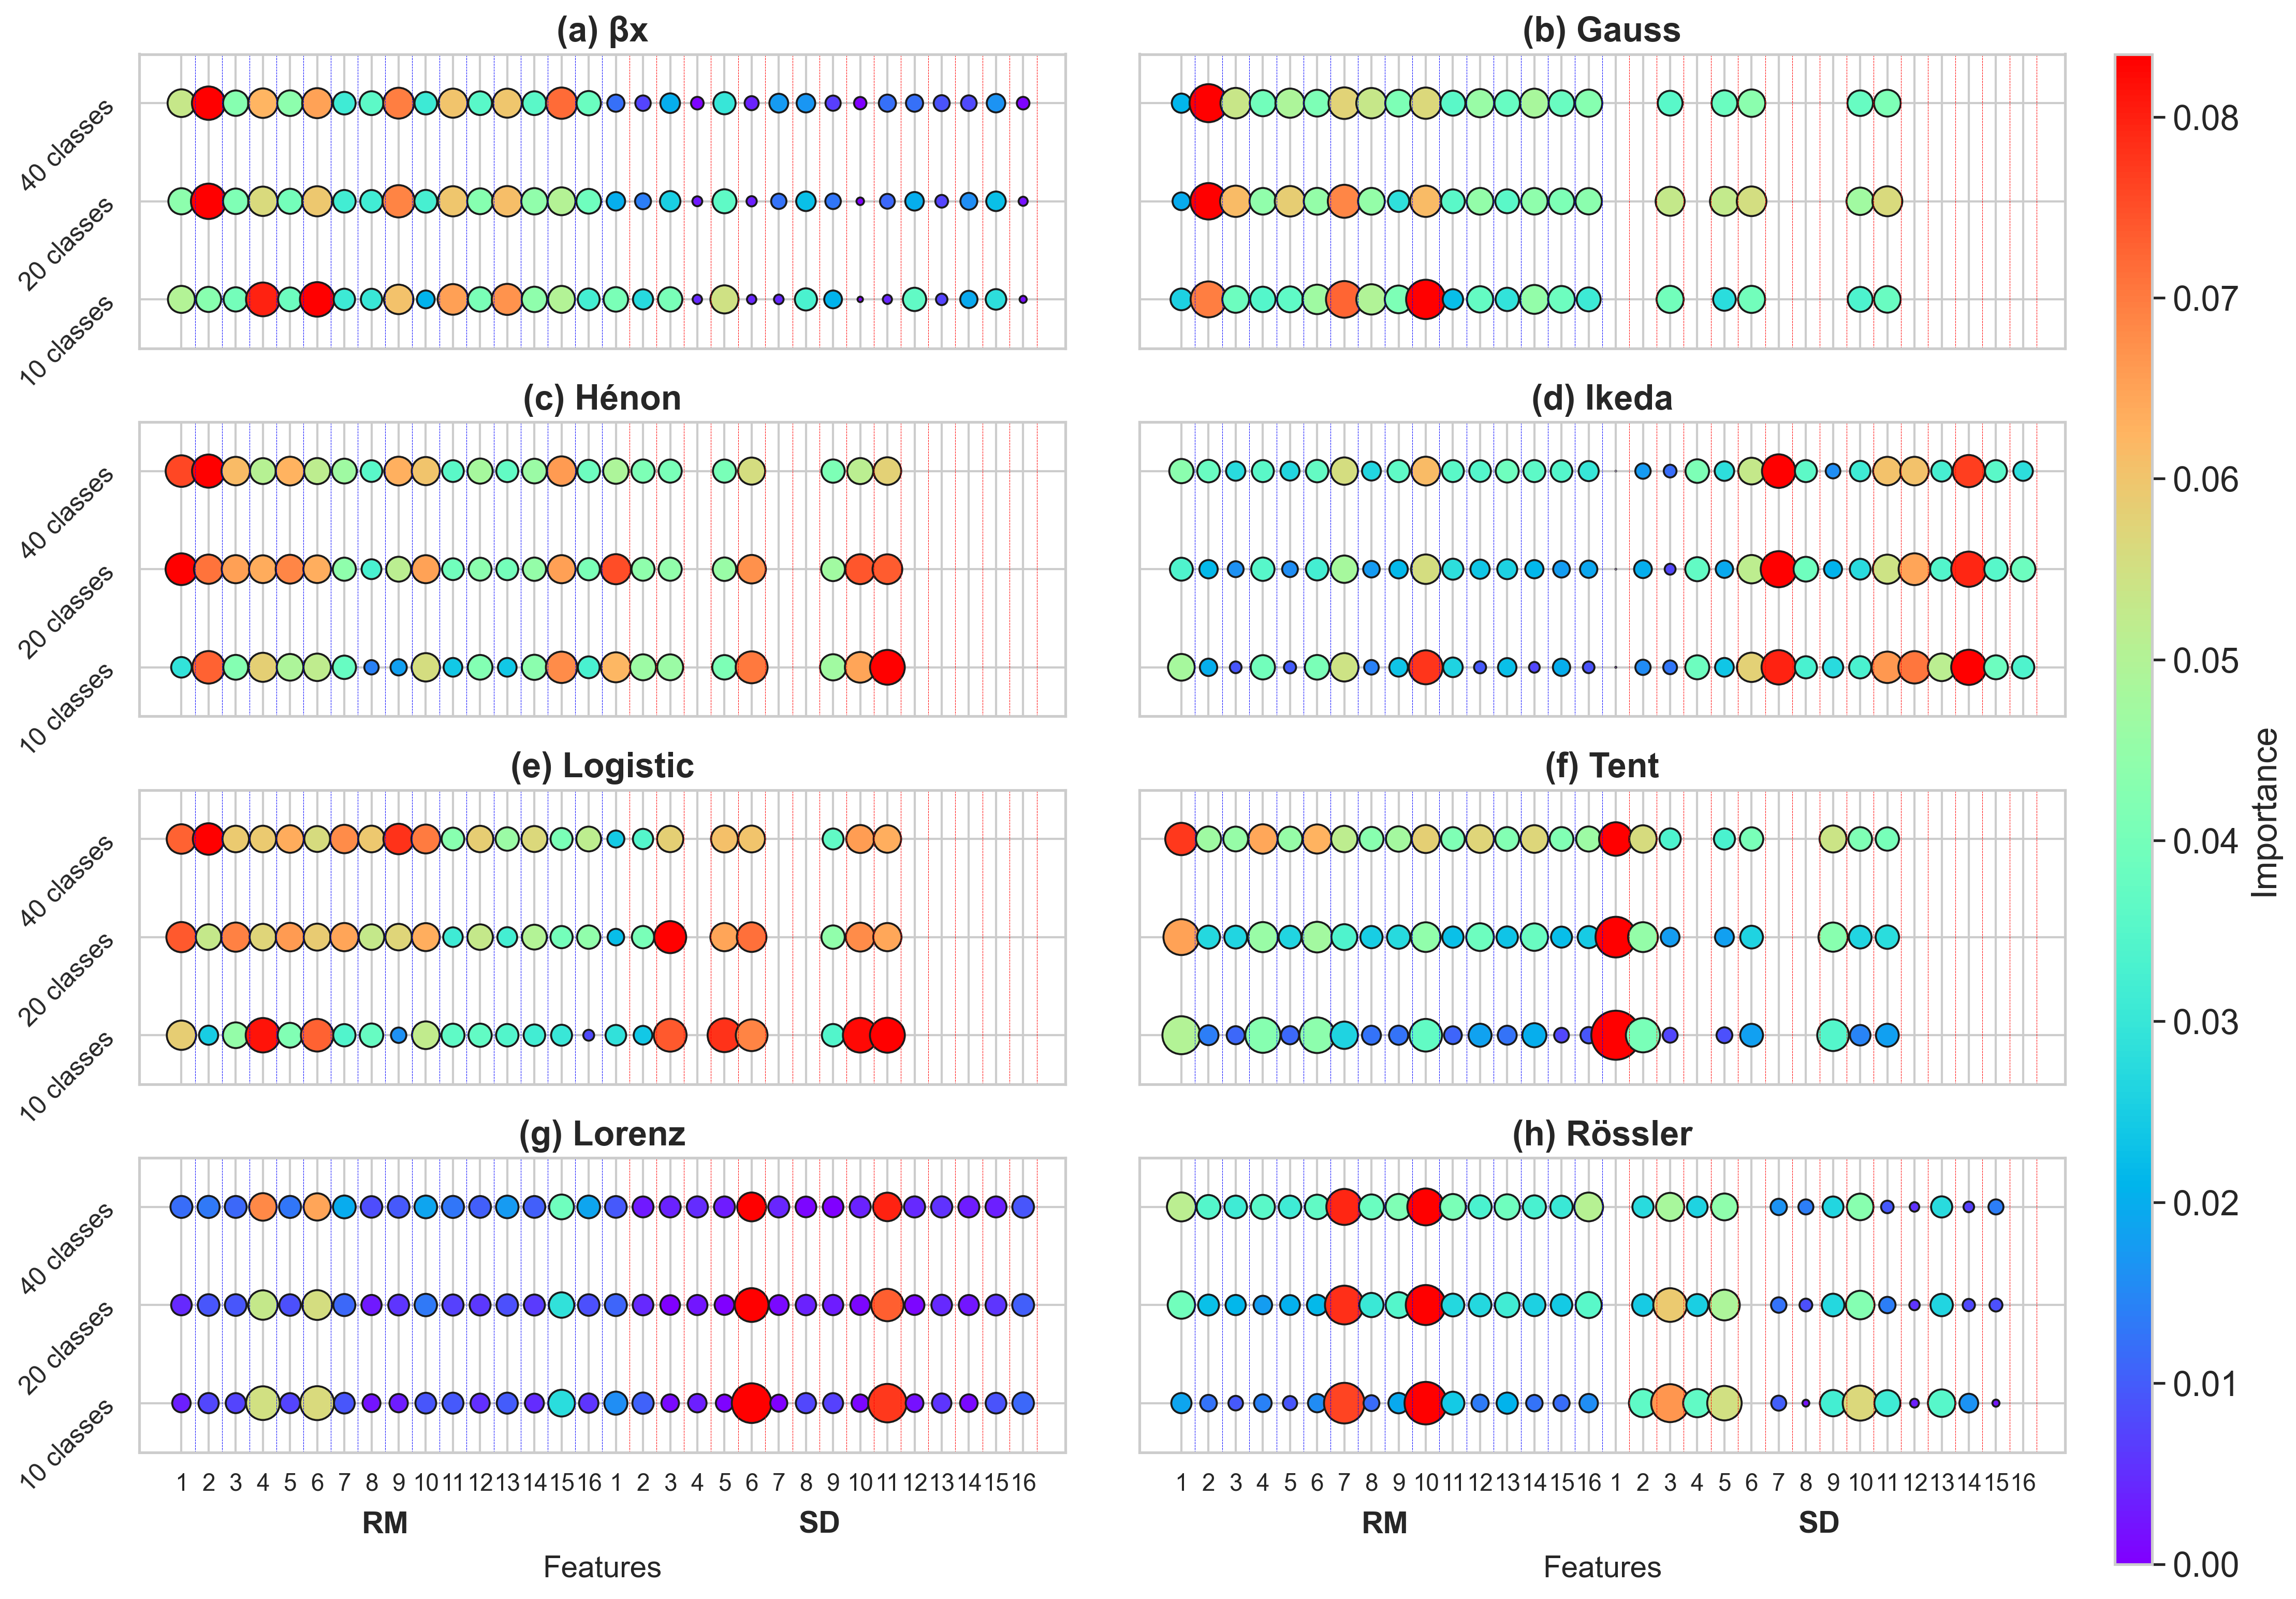 (a) βx
(b) Gauss
40 classes
20 classes
10 classes
(c) Hénon
(d) Ikeda
40 classes
20 classes
10 classes
(e) Logistic
(f) Tent
40 classes
20 classes
10 classes
(g) Lorenz
(h) Rössler
40 classes
20 classes
10 classes
1 2 3 4 5 6 7 8 9 10 11 12 13 14 15 16 1 2 3 4 5 6 7 8 9 10 11 12 13 14 15 16
RM SD
Features
1 2 3 4 5 6 7 8 9 10 11 12 13 14 15 16 1 2 3 4 5 6 7 8 9 10 11 12 13 14 15 16
RM SD
Features
0.08
0.07
0.06
0.05
0.04
0.03
0.02
0.01
0.00
Importance